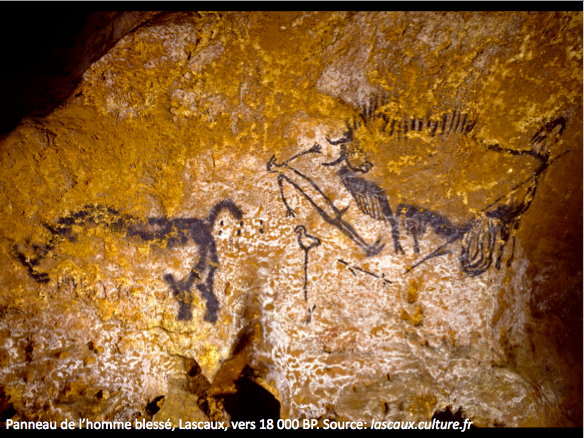 Panneau de l'homme blessé, Lascaux, vers 18 000 BP. Source: lascaux.culture.fr